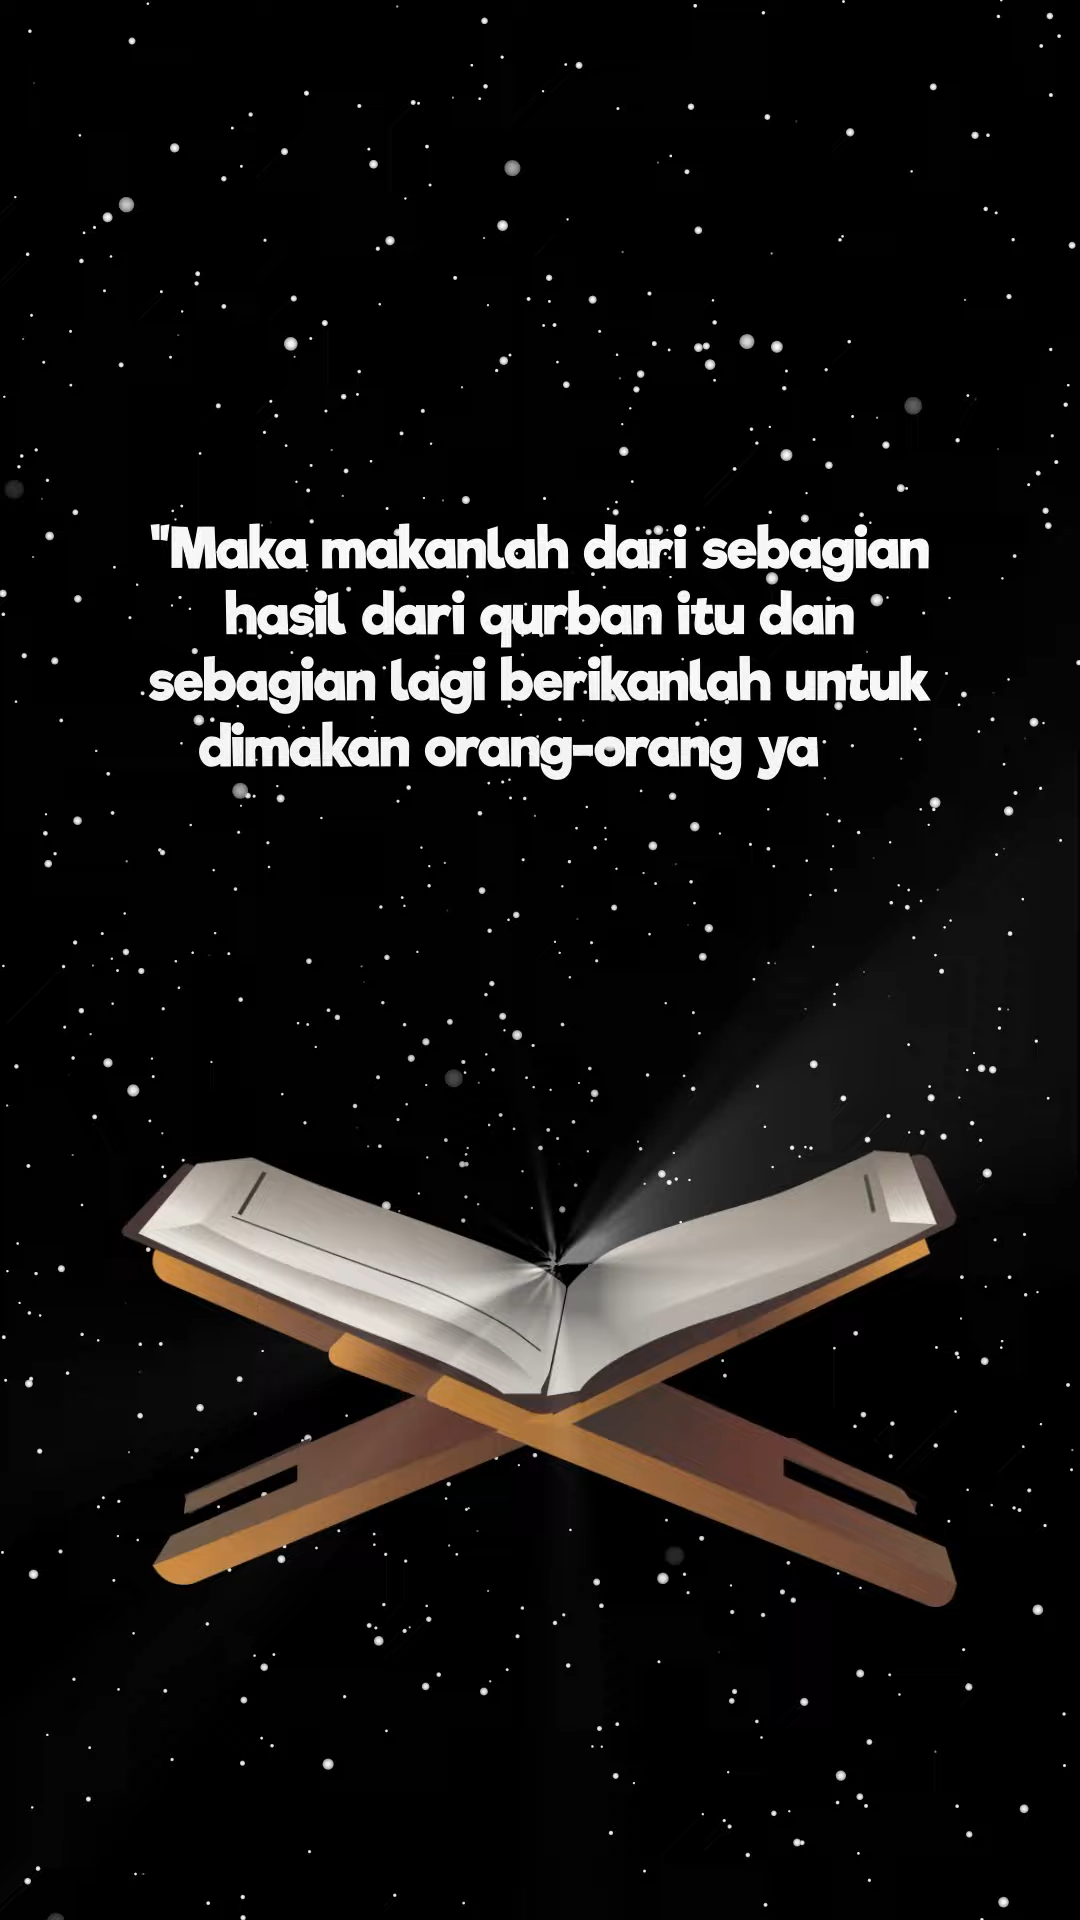 "Maka makanlah dari sebagian
hasil dari qurban itu dan
sebagian lagi berikanlah untuk
dimakan orang-orang ya